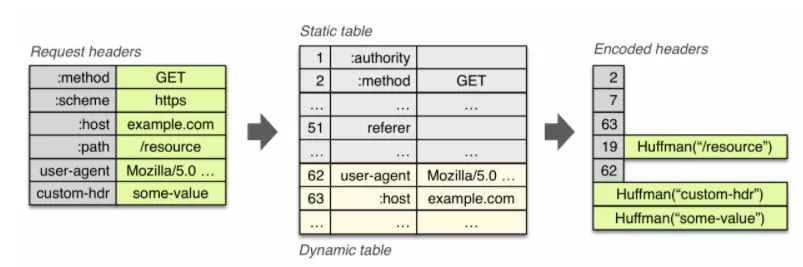 Request headers
:method GET
:scheme https
:host example.com
:path /resource
user-agent Mozilla/5.0 ...
custom-hdr some-value
Static table
1 :authority
2 :method GET
... ... ...
51 referer
... ... ...
62 user-agent Mozilla/5.0 ...
63 :host example.com
... ... ...
Dynamic table
Encoded headers
2
7
63
19 Huffman("/resource")
62
Huffman("custom-hdr")
Huffman("some-value")